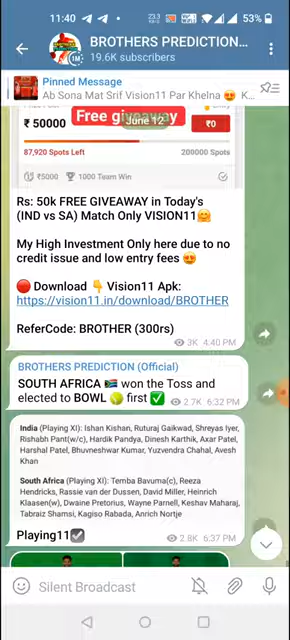 11:40
23.3
53%
BROTHERS PREDICTION...
19.6K subscribers
Pinned Message
Ab Sona Mat Srif Vision11 Par Khelna 😍 K...
₹ 50000
Free giveaway
June 12
₹0
87,920 Spots Left
200000 Spots
₹5000
1000 Team Win
Rs: 50k FREE GIVEAWAY in Today's
(IND vs SA) Match Only VISION11🤗
My High Investment Only here due to no
credit issue and low entry fees 😍
🔴 Download 👇 Vision11 Apk:
https://vision11.in/download/BROTHER
ReferCode: BROTHER (300rs)
3K 4:40 PM
BROTHERS PREDICTION (Official)
SOUTH AFRICA 🇿🇦 won the Toss and
elected to BOWL 🥎 first ✅
2.7K 6:32 PM
India (Playing XI): Ishan Kishan, Ruturaj Gaikwad, Shreyas Iyer,
Rishabh Pant(w/c), Hardik Pandya, Dinesh Karthik, Axar Patel,
Harshal Patel, Bhuvneshwar Kumar, Yuzvendra Chahal, Avesh
Khan
South Africa (Playing XI): Temba Bavuma(c), Reeza
Hendricks, Rassie van der Dussen, David Miller, Heinrich
Klaasen(w), Dwaine Pretorius, Wayne Parnell, Keshav Maharaj,
Tabraiz Shamsi, Kagiso Rabada, Anrich Nortje
Playing11☑️
2.8K 6:37 PM
Silent Broadcast